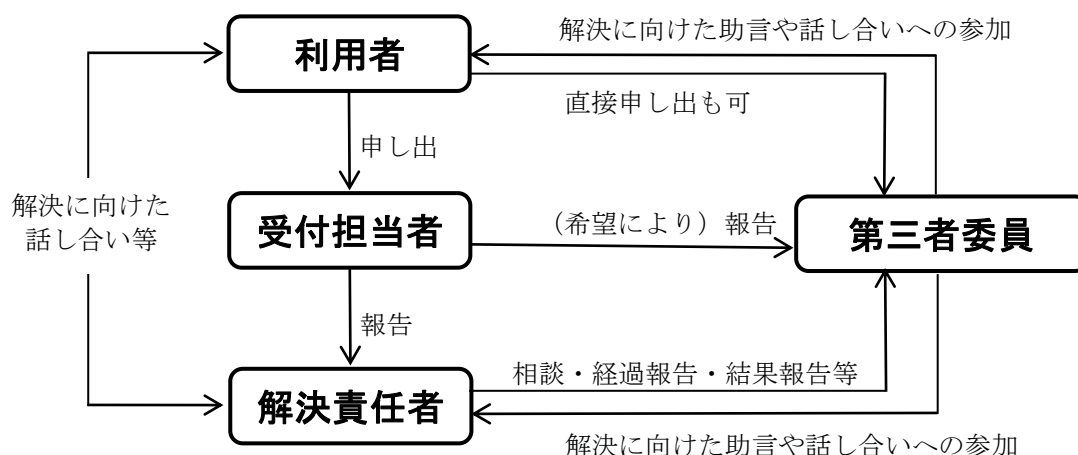 解決に向けた助言や話し合いへの参加
利用者
直接申し出も可
申し出
解決に向けた
話し合い等
受付担当者
（希望により）報告
第三者委員
報告
相談・経過報告・結果報告等
解決責任者
解決に向けた助言や話し合いへの参加